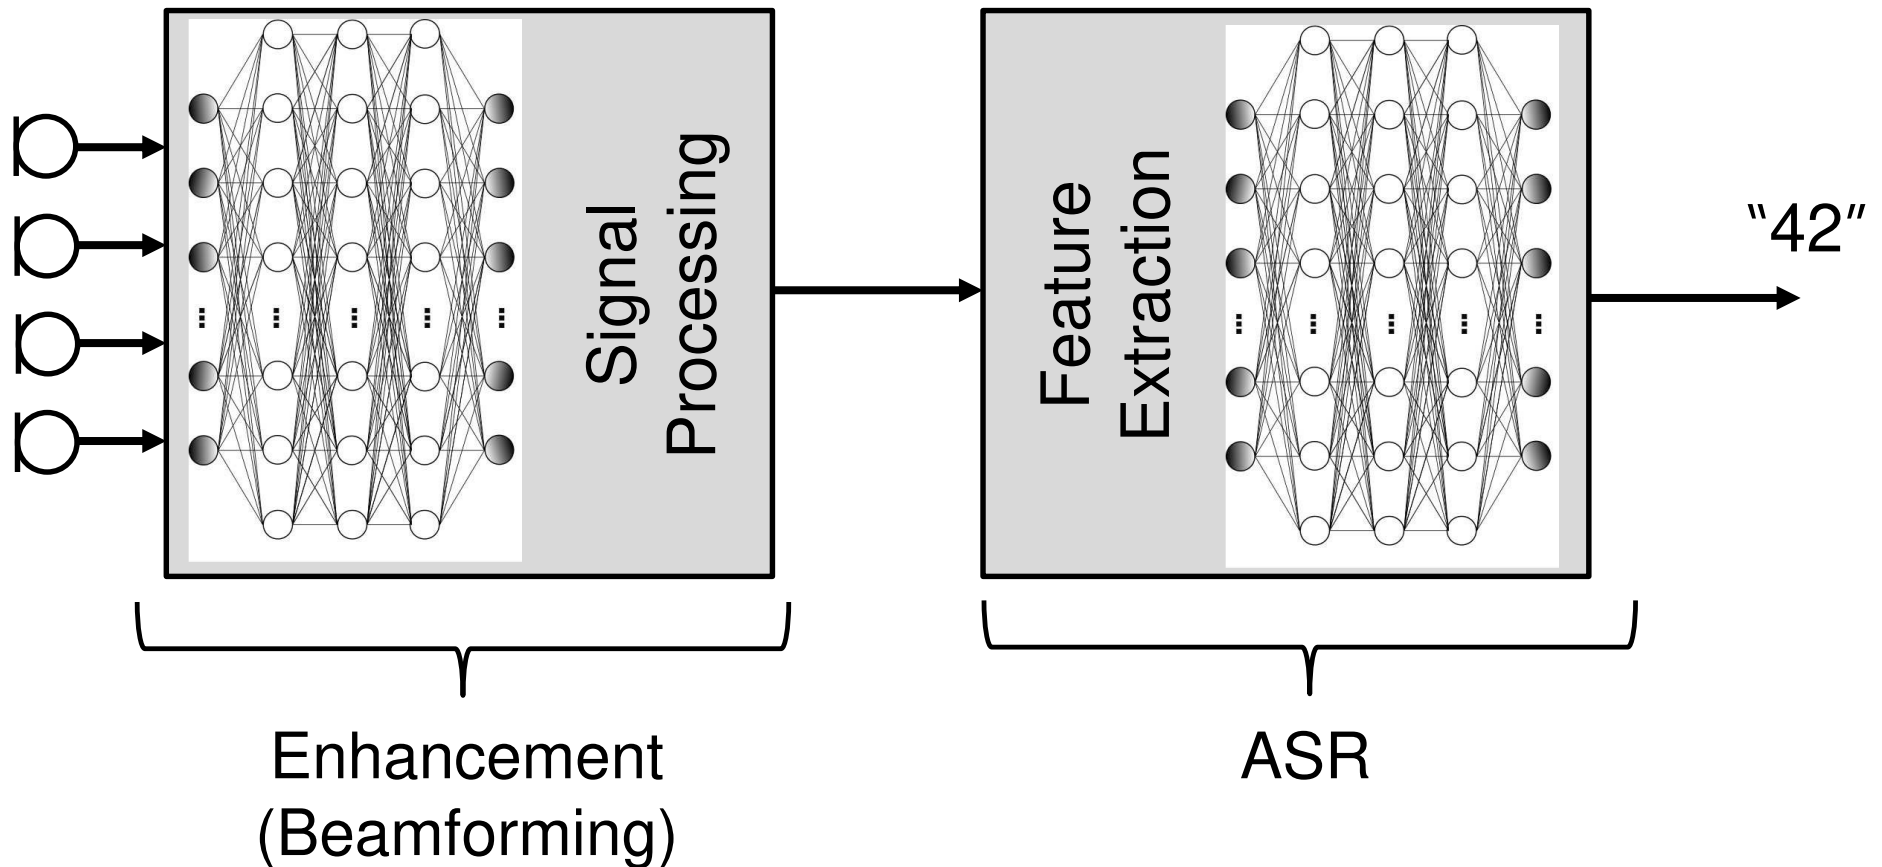 Signal
Processing
Feature
Extraction
“42”
Enhancement
(Beamforming)
ASR